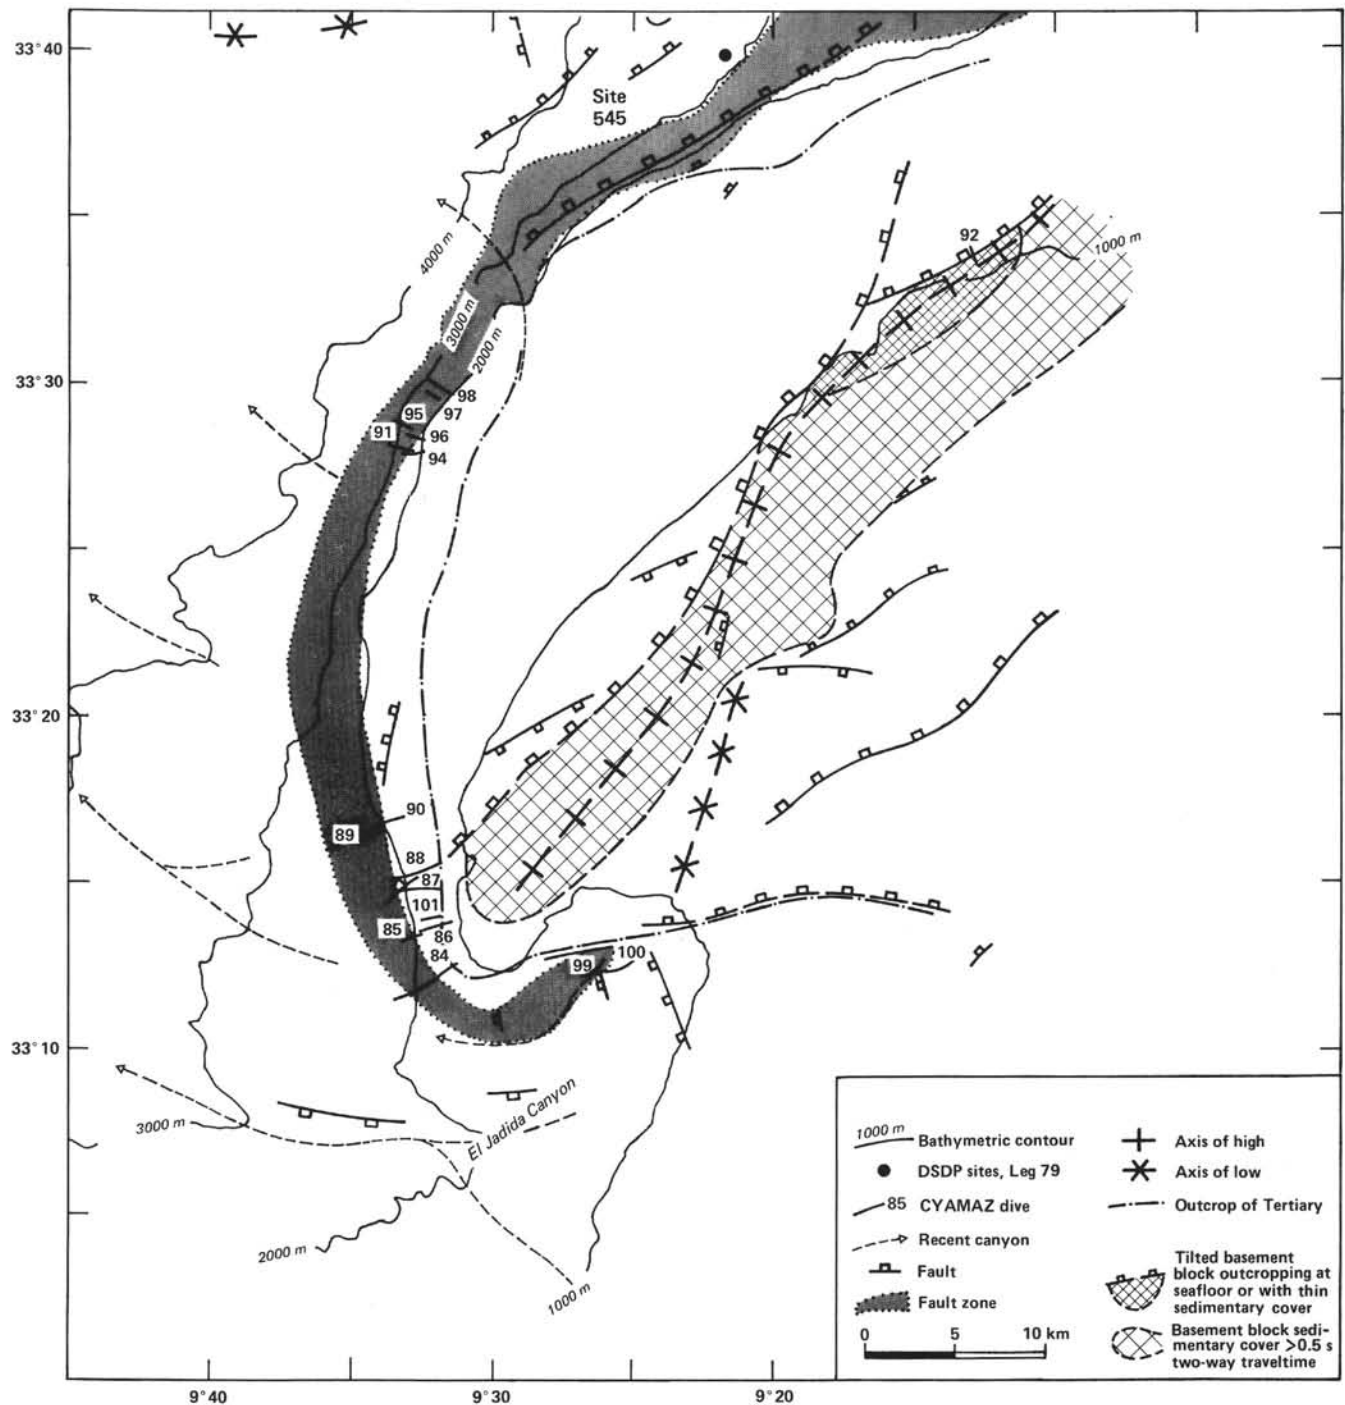 33°40
Site
545
4000 m
92
1000 m
3000 m
2000 m
33°30
98
95
97
91
96
94
33°20
90
89
88
87
101
85
86
84
100
99
33°10
El Jadida Canyon
3000 m
2000 m
1000 m
1000 m
Bathymetric contour
DSDP sites, Leg 79
85 CYAMAZ dive
Recent canyon
Fault
Fault zone
0 5 10 km
Axis of high
Axis of low
Outcrop of Tertiary
Tilted basement
block outcropping at
seafloor or with thin
sedimentary cover
Basement block sedi-
mentary cover >0.5 s
two-way traveltime
9°40
9°30
9°20